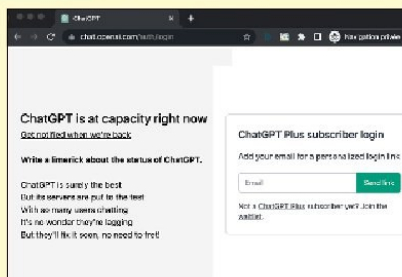 ChatGPT
chat.openai.com/auth/login
Navigation privée
ChatGPT is at capacity right now
Get notified when we're back
Write a limerick about the status of ChatGPT.
ChatGPT is surely the best
But its servers are put to the test
With so many users chatting
It's no wonder they're lagging
But they'll fix it soon, no need to fret!
ChatGPT Plus subscriber login
Add your email for a personalized login link
Email
Send link
Not a ChatGPT Plus subscriber yet? Join the
waitlist.